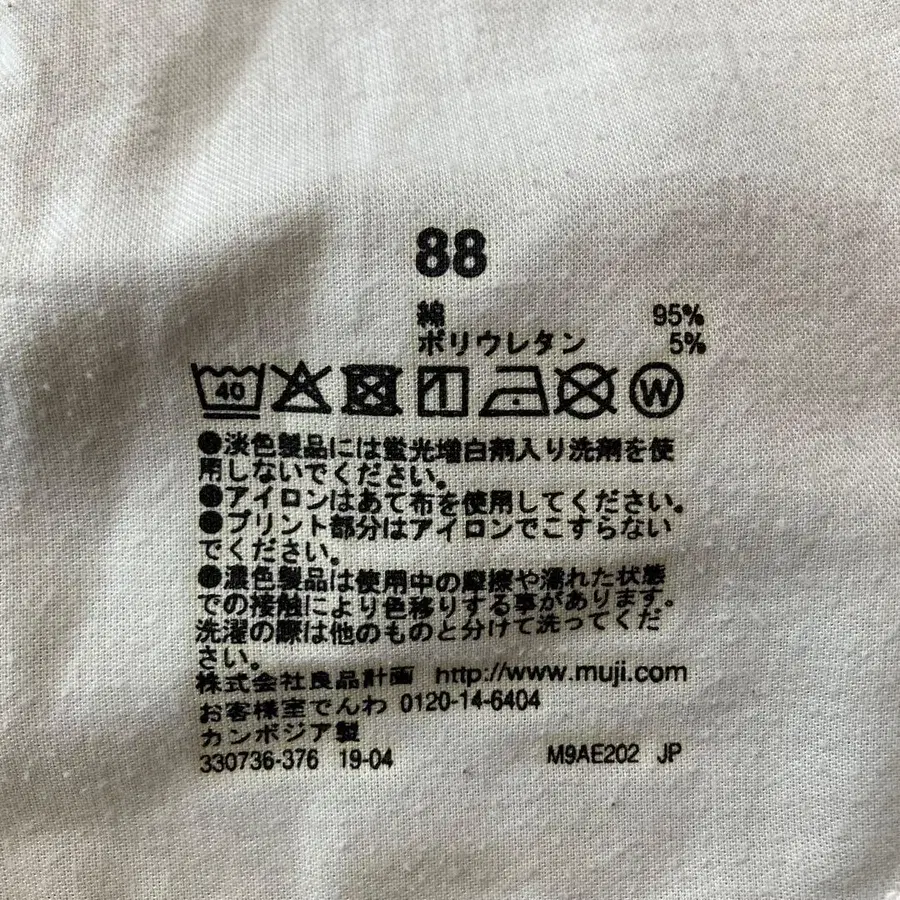 88
綿 95%
ポリウレタン 5%
40 W
●淡色製品には蛍光増白剤入り洗剤を使
用しないでください。
●アイロンはあて布を使用してください。
●プリント部分はアイロンでこすらない
でください。
●濃色製品は使用中の摩擦や濡れた状態
での接触により色移りする事があります。
洗濯の際は他のものと分けて洗ってくだ
さい。
株式会社良品計画 http://www.muji.com
お客様室でんわ 0120-14-6404
カンボジア製
330736-376 19-04 M9AE202 JP